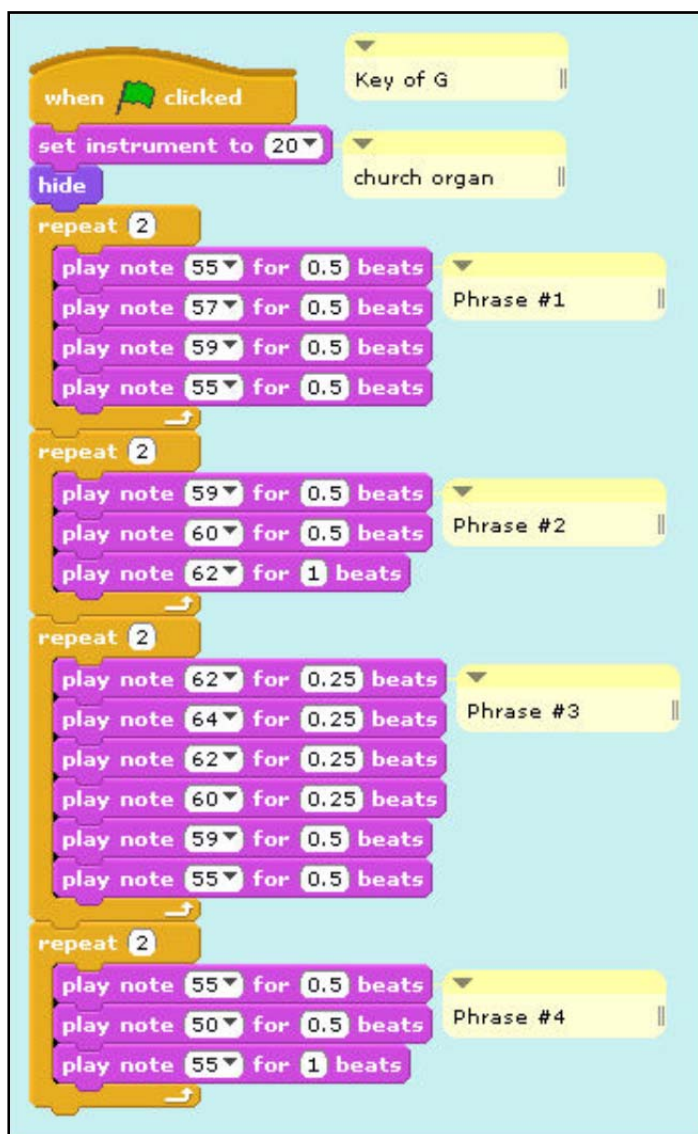 when clicked
Key of G
set instrument to 20
church organ
hide
repeat 2
play note 55 for 0.5 beats
Phrase #1
play note 57 for 0.5 beats
play note 59 for 0.5 beats
play note 55 for 0.5 beats
repeat 2
play note 59 for 0.5 beats
Phrase #2
play note 60 for 0.5 beats
play note 62 for 1 beats
repeat 2
play note 62 for 0.25 beats
Phrase #3
play note 64 for 0.25 beats
play note 62 for 0.25 beats
play note 60 for 0.25 beats
play note 59 for 0.5 beats
play note 55 for 0.5 beats
repeat 2
play note 55 for 0.5 beats
Phrase #4
play note 50 for 0.5 beats
play note 55 for 1 beats